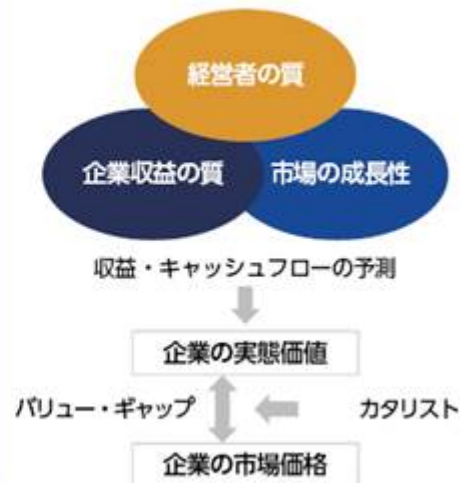 経営者の質
企業収益の質
市場の成長性
収益・キャッシュフローの予測
企業の実態価値
バリュー・ギャップ
カタリスト
企業の市場価格